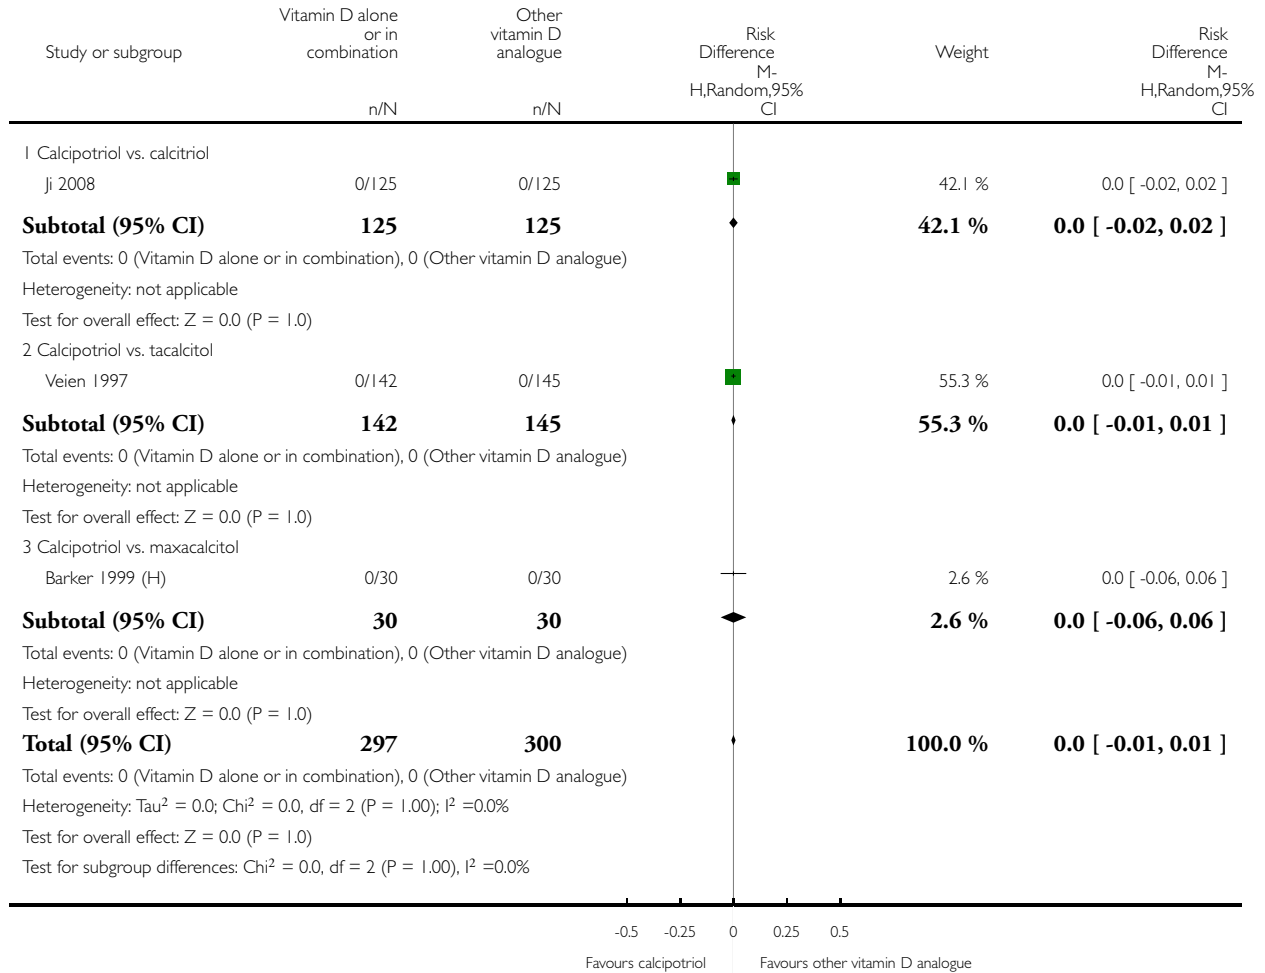 Study or subgroup
Vitamin D alone
or in
combination
Other
vitamin D
analogue
Risk
Difference
Weight
Risk
Difference
n/N
n/N
M-
H,Random,95%
CI
M-
H,Random,95%
CI
1 Calcipotriol vs. calcitriol
Ji 2008 0/125 0/125 42.1 % 0.0 [ -0.02, 0.02 ]
Subtotal (95% CI) 125 125 42.1 % 0.0 [ -0.02, 0.02 ]
Total events: 0 (Vitamin D alone or in combination), 0 (Other vitamin D analogue)
Heterogeneity: not applicable
Test for overall effect: Z = 0.0 (P = 1.0)
2 Calcipotriol vs. tacalcitol
Veien 1997 0/142 0/145 55.3 % 0.0 [ -0.01, 0.01 ]
Subtotal (95% CI) 142 145 55.3 % 0.0 [ -0.01, 0.01 ]
Total events: 0 (Vitamin D alone or in combination), 0 (Other vitamin D analogue)
Heterogeneity: not applicable
Test for overall effect: Z = 0.0 (P = 1.0)
3 Calcipotriol vs. maxacalcitol
Barker 1999 (H) 0/30 0/30 2.6 % 0.0 [ -0.06, 0.06 ]
Subtotal (95% CI) 30 30 2.6 % 0.0 [ -0.06, 0.06 ]
Total events: 0 (Vitamin D alone or in combination), 0 (Other vitamin D analogue)
Heterogeneity: not applicable
Test for overall effect: Z = 0.0 (P = 1.0)
Total (95% CI) 297 300 100.0 % 0.0 [ -0.01, 0.01 ]
Total events: 0 (Vitamin D alone or in combination), 0 (Other vitamin D analogue)
Heterogeneity: Tau² = 0.0; Chi² = 0.0, df = 2 (P = 1.00); I² =0.0%
Test for overall effect: Z = 0.0 (P = 1.0)
Test for subgroup differences: Chi² = 0.0, df = 2 (P = 1.00), I² =0.0%
-0.5 -0.25 0 0.25 0.5
Favours calcipotriol Favours other vitamin D analogue